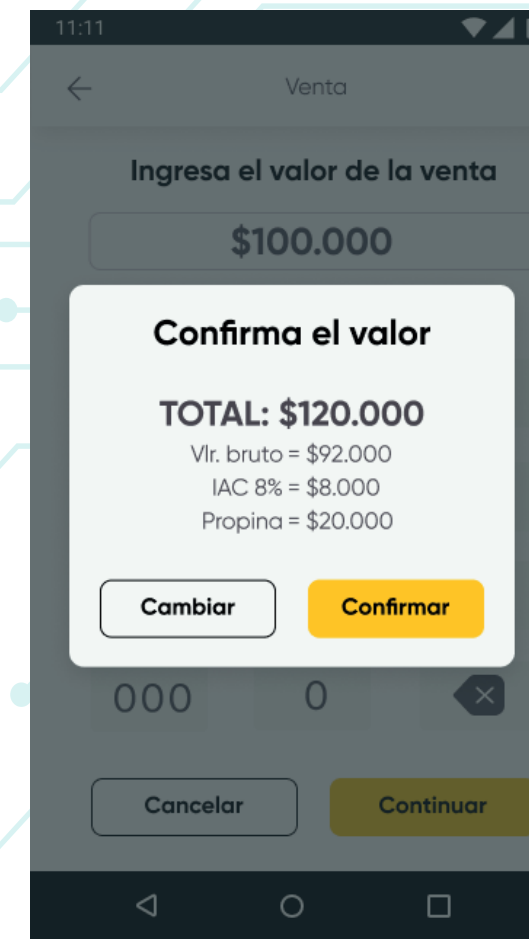 11:11
Venta
Ingresa el valor de la venta
$100.000
Confirma el valor
TOTAL: $120.000
Vlr. bruto = $92.000
IAC 8% = $8.000
Propina = $20.000
Cambiar Confirmar
000 0
Cancelar Continuar